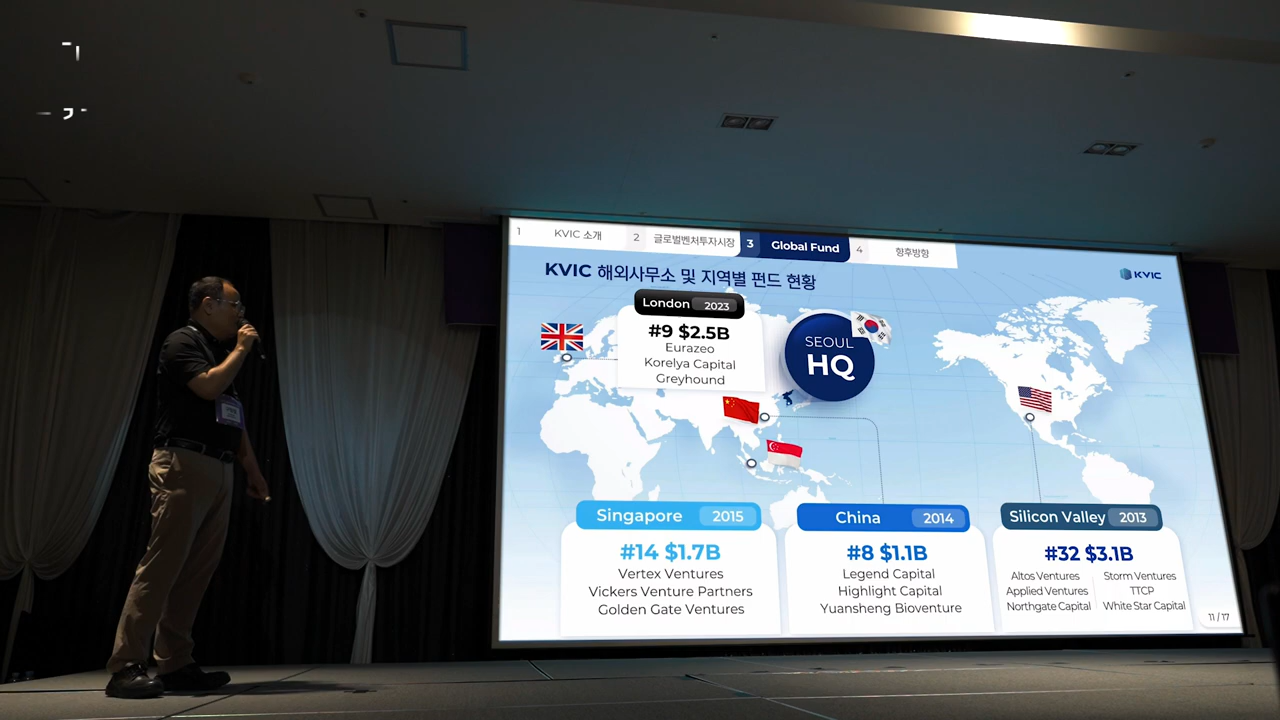 1 KVIC 소개 2 글로벌벤처투자시장 3 Global Fund 4 향후방향
KVIC 해외사무소 및 지역별 펀드 현황
KVIC
London 2023
#9 $2.5B
Eurazeo
Korelya Capital
Greyhound
SEOUL
HQ
Singapore 2015
#14 $1.7B
Vertex Ventures
Vickers Venture Partners
Golden Gate Ventures
China 2014
#8 $1.1B
Legend Capital
Highlight Capital
Yuansheng Bioventure
Silicon Valley 2013
#32 $3.1B
Altos Ventures
Applied Ventures
Northgate Capital
Storm Ventures
TTCP
White Star Capital
11 / 17